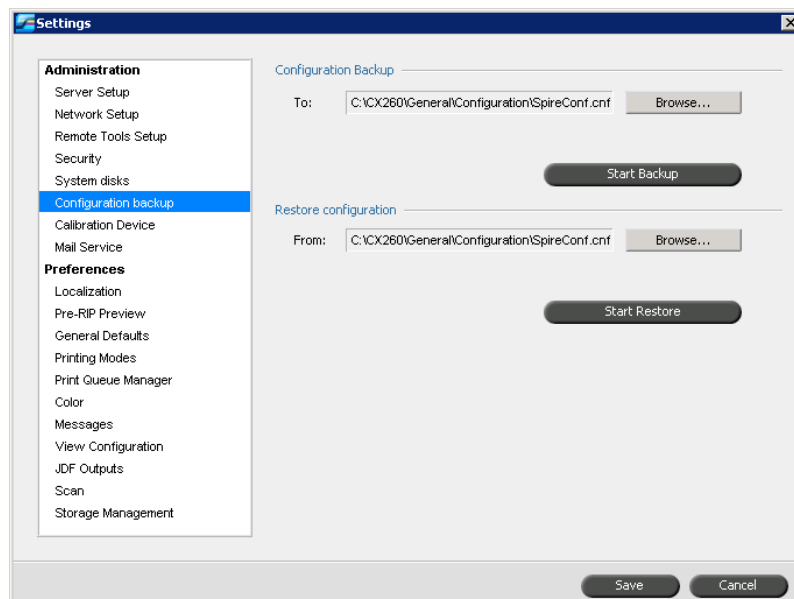 Settings
Administration
Server Setup
Network Setup
Remote Tools Setup
Security
System disks
Configuration backup
Calibration Device
Mail Service
Preferences
Localization
Pre-RIP Preview
General Defaults
Printing Modes
Print Queue Manager
Color
Messages
View Configuration
JDF Outputs
Scan
Storage Management
Configuration Backup
To: C:\CX260\General\Configuration\SpireConf.cnf Browse...
Start Backup
Restore configuration
From: C:\CX260\General\Configuration\SpireConf.cnf Browse...
Start Restore
Save Cancel